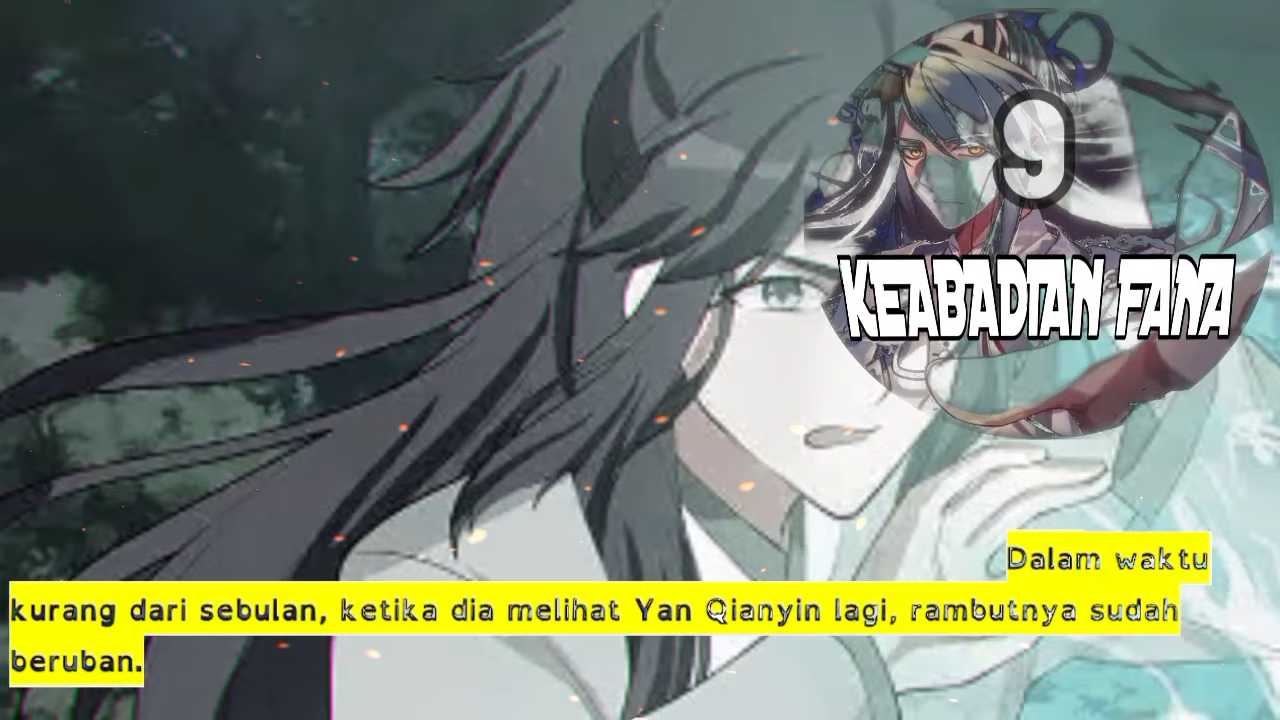 9
KEABADIAN FANA
Dalam waktu
kurang dari sebulan, ketika dia melihat Yan Qianyin lagi, rambutnya sudah
beruban.